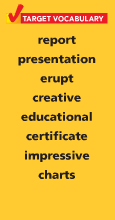 TARGET VOCABULARY
report
presentation
erupt
creative
educational
certificate
impressive
charts